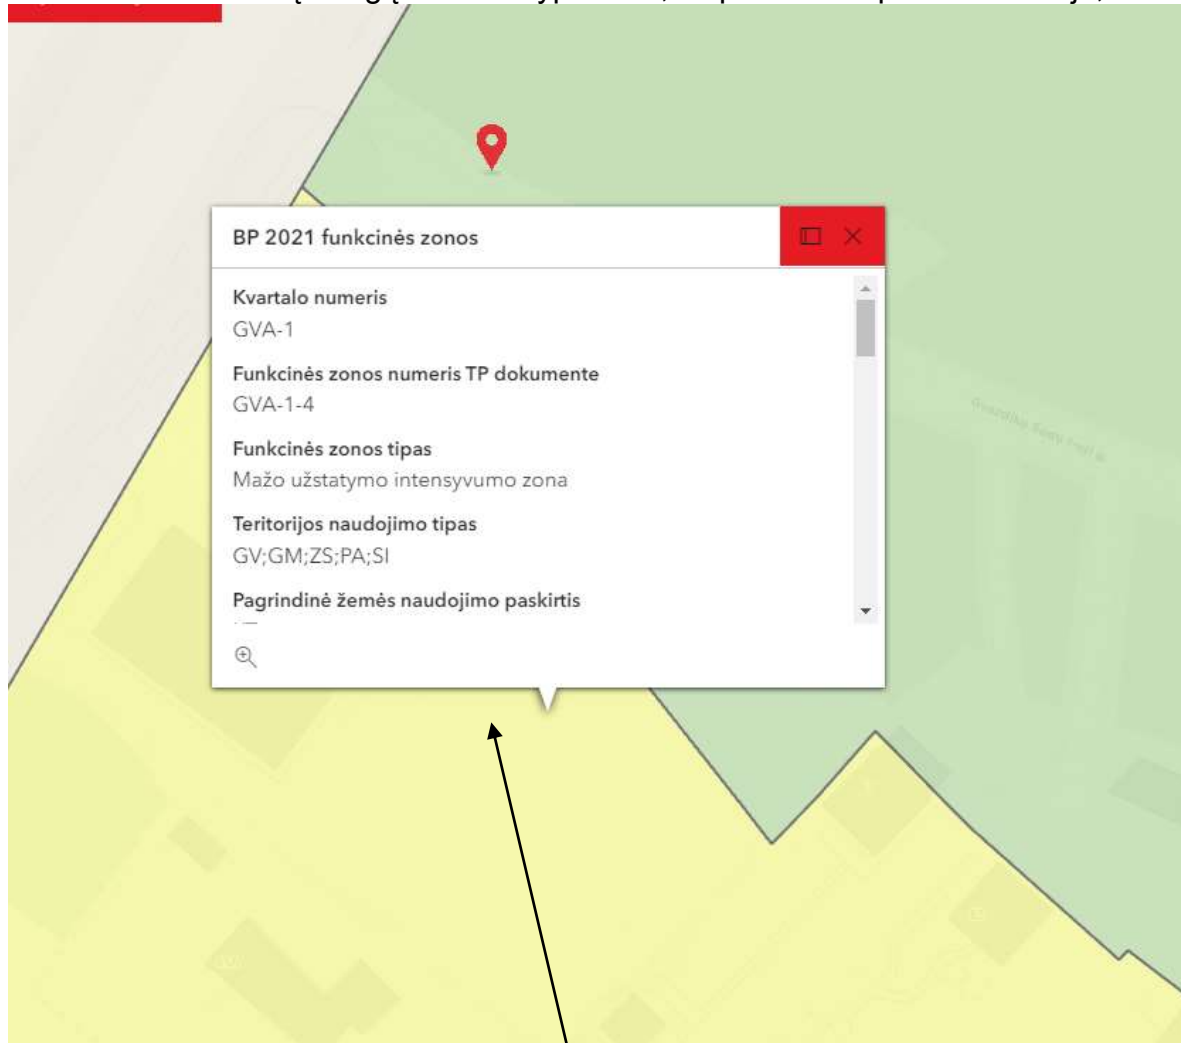 BP 2021 funkcinės zonos
Kvartalo numeris
GVA-1
Funkcinės zonos numeris TP dokumente
GVA-1-4
Funkcinės zonos tipas
Mažo užstatymo intensyvumo zona
Teritorijos naudojimo tipas
GV;GM;ZS;PA;SI
Pagrindinė žemės naudojimo paskirtis